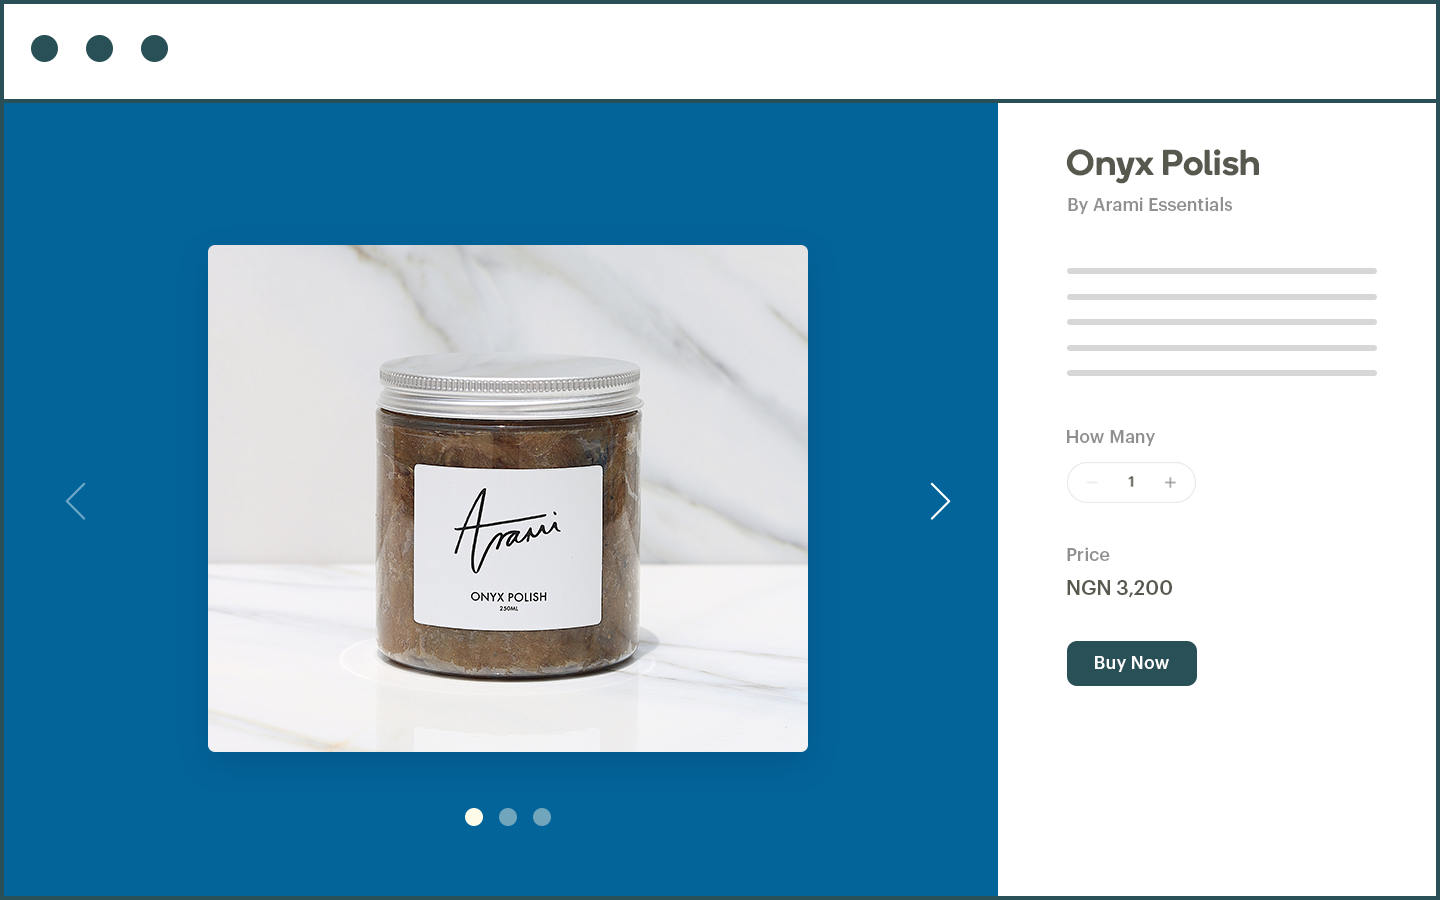 Onyx Polish
By Arami Essentials
Arami
ONYX POLISH
250ML
How Many
1
Price
NGN 3,200
Buy Now